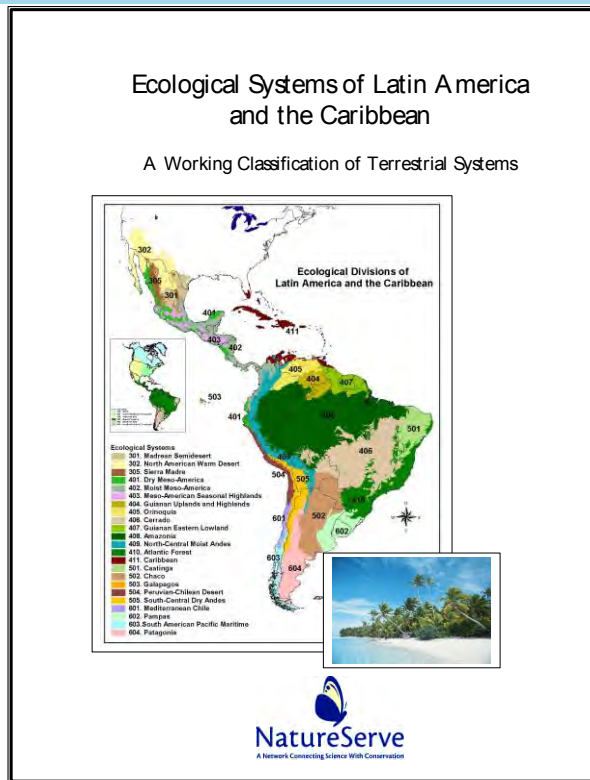 Ecological Systems of Latin America
and the Caribbean
A Working Classification of Terrestrial Systems
Ecological Divisions of
Latin America and the Caribbean
302
305
301
401
411
403
402
405
404
407
503
401
408
501
406
409
504
505
410
502
601
602
603
604
Ecological Systems
301. Madrean Semidesert
302. North American Warm Desert
305. Sierra Madre
401. Dry Meso-America
402. Moist Meso-America
403. Meso-American Seasonal Highlands
404. Guianan Uplands and Highlands
405. Orinoquia
406. Cerrado
407. Guianan Eastern Lowland
408. Amazonia
409. North-Central Moist Andes
410. Atlantic Forest
411. Caribbean
501. Caatinga
502. Chaco
503. Galapagos
504. Peruvian-Chilean Desert
505. South-Central Dry Andes
601. Mediterranean Chile
602. Pampas
603.South American Pacific Maritime
604. Patagonia
NatureServe
A Network Connecting Science With Conservation